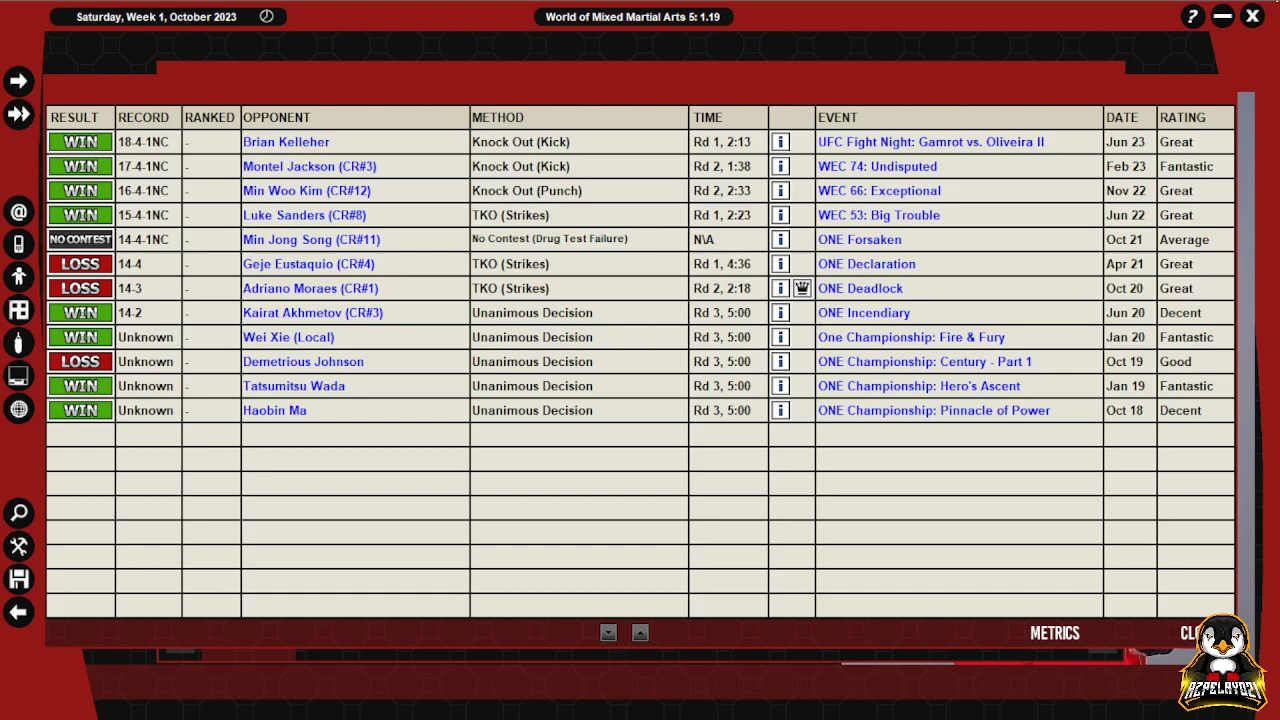 Saturday, Week 1, October 2023
World of Mixed Martial Arts 5: 1.19
RESULT RECORD RANKED OPPONENT METHOD TIME EVENT DATE RATING
WIN 18-4-1NC - Brian Kelleher Knock Out (Kick) Rd 1, 2:13 i UFC Fight Night: Gamrot vs. Oliveira II Jun 23 Great
WIN 17-4-1NC - Montel Jackson (CR#3) Knock Out (Kick) Rd 2, 1:38 i WEC 74: Undisputed Feb 23 Fantastic
WIN 16-4-1NC - Min Woo Kim (CR#12) Knock Out (Punch) Rd 2, 2:33 i WEC 66: Exceptional Nov 22 Great
WIN 15-4-1NC - Luke Sanders (CR#8) TKO (Strikes) Rd 1, 2:23 i WEC 53: Big Trouble Jun 22 Great
NO CONTEST 14-4-1NC - Min Jong Song (CR#11) No Contest (Drug Test Failure) N\A i ONE Forsaken Oct 21 Average
LOSS 14-4 - Geje Eustaquio (CR#4) TKO (Strikes) Rd 1, 4:36 i ONE Declaration Apr 21 Great
LOSS 14-3 - Adriano Moraes (CR#1) TKO (Strikes) Rd 2, 2:18 i ONE Deadlock Oct 20 Great
WIN 14-2 - Kairat Akhmetov (CR#3) Unanimous Decision Rd 3, 5:00 i ONE Incendiary Jun 20 Decent
WIN Unknown - Wei Xie (Local) Unanimous Decision Rd 3, 5:00 i One Championship: Fire & Fury Jan 20 Fantastic
LOSS Unknown - Demetrious Johnson Unanimous Decision Rd 3, 5:00 i ONE Championship: Century - Part 1 Oct 19 Good
WIN Unknown - Tatsumitsu Wada Unanimous Decision Rd 3, 5:00 i ONE Championship: Hero's Ascent Jan 19 Fantastic
WIN Unknown - Haobin Ma Unanimous Decision Rd 3, 5:00 i ONE Championship: Pinnacle of Power Oct 18 Decent
METRICS
CLO
AZPELAYO21